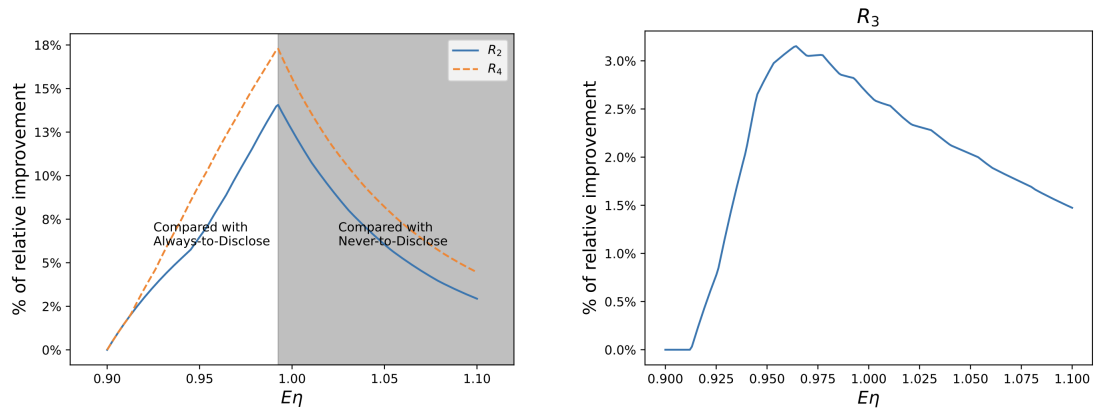 % of relative improvement
18%
15%
13%
10%
8%
5%
2%
0%
R₂
R₄
Compared with
Always-to-Disclose
Compared with
Never-to-Disclose
0.90
0.95
1.00
1.05
1.10
Eη
R₃
% of relative improvement
3.0%
2.5%
2.0%
1.5%
1.0%
0.5%
0.0%
0.900
0.925
0.950
0.975
1.000
1.025
1.050
1.075
1.100
Eη